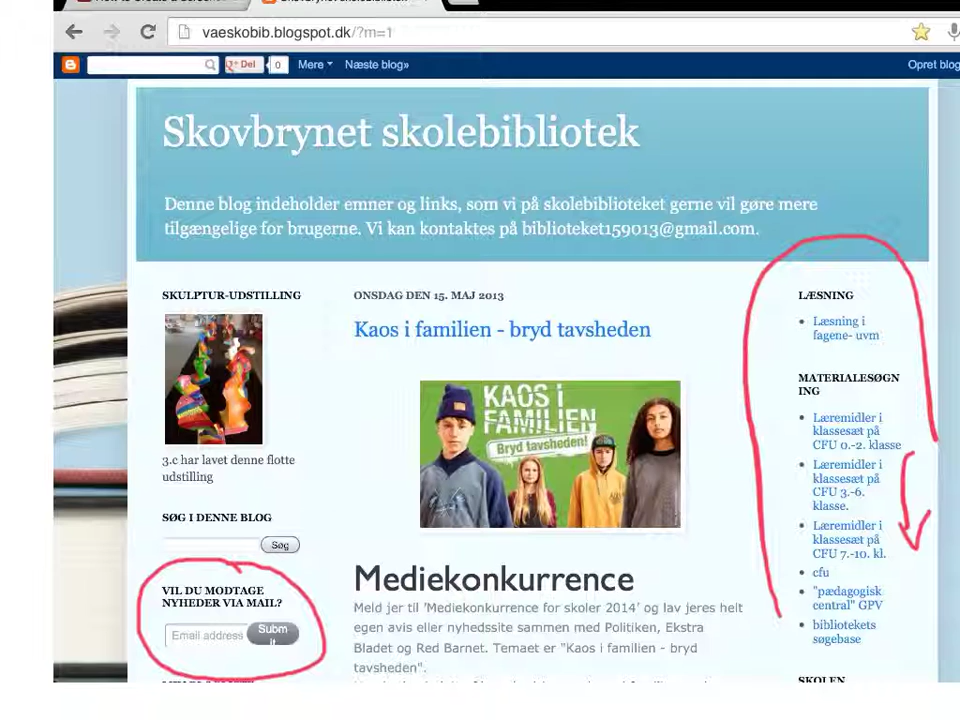 vaeskobib.blogspot.dk/?m=1
Del 0 Mere Næste blog» Opret blog
Skovbrynet skolebibliotek
Denne blog indeholder emner og links, som vi på skolebiblioteket gerne vil gøre mere
tilgængelige for brugerne. Vi kan kontaktes på biblioteket159013@gmail.com.
SKULPTUR-UDSTILLING
3.c har lavet denne flotte
udstilling
SØG I DENNE BLOG
Søg
VIL DU MODTAGE
NYHEDER VIA MAIL?
Email address
Subm
it
ONSDAG DEN 15. MAJ 2013
Kaos i familien - bryd tavsheden
KAOS I
FAMILIEN
Bryd tavsheden!
Mediekonkurrence
Meld jer til 'Mediekonkurrence for skoler 2014' og lav jeres helt
egen avis eller nyhedssite sammen med Politiken, Ekstra
Bladet og Red Barnet. Temaet er "Kaos i familien - bryd
tavsheden".
LÆSNING
Læsning i
fagene- uvm
MATERIALESØGN
ING
Læremidler i
klassesæt på
CFU 0.-2. klasse
Læremidler i
klassesæt på
CFU 3.-6.
klasse.
Læremidler i
klassesæt på
CFU 7.-10. kl.
cfu
"pædagogisk
central" GPV
bibliotekets
søgebase
SKOLEN